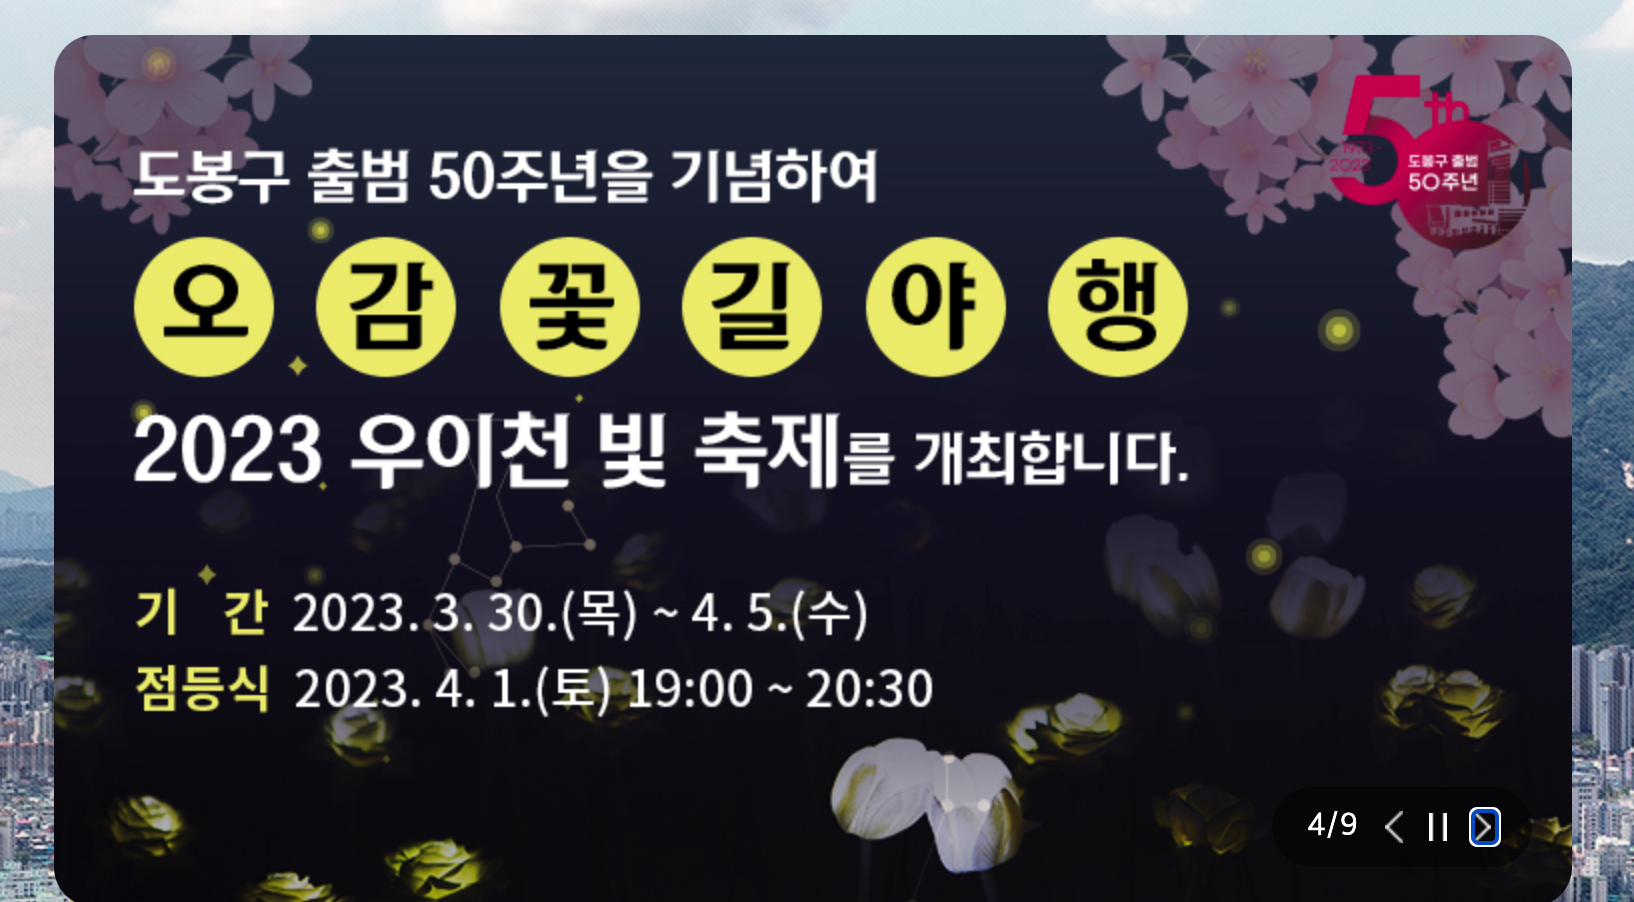 도봉구 출범 50주년을 기념하여
5th
1973-
2023
도봉구 출범
50주년
오 감 꽃 길 야 행
2023 우이천 빛 축제를 개최합니다.
기 간 2023. 3. 30.(목) ~ 4. 5.(수)
점등식 2023. 4. 1.(토) 19:00 ~ 20:30
4/9